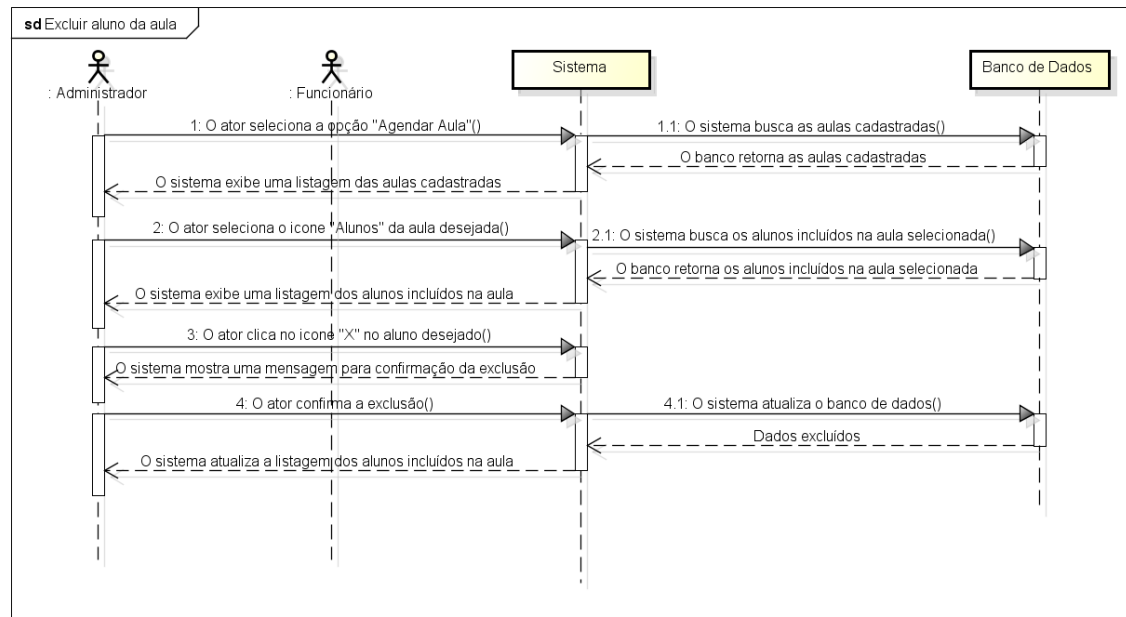 sd Excluir aluno da aula
: Administrador
: Funcionário
Sistema
Banco de Dados
1: O ator seleciona a opção "Agendar Aula"()
1.1: O sistema busca as aulas cadastradas()
O banco retorna as aulas cadastradas
O sistema exibe uma listagem das aulas cadastradas
2: O ator seleciona o icone "Alunos" da aula desejada()
2.1: O sistema busca os alunos incluídos na aula selecionada()
O banco retorna os alunos incluídos na aula selecionada
O sistema exibe uma listagem dos alunos incluídos na aula
3: O ator clica no icone "X" no aluno desejado()
O sistema mostra uma mensagem para confirmação da exclusão
4: O ator confirma a exclusão()
4.1: O sistema atualiza o banco de dados()
Dados excluídos
O sistema atualiza a listagem dos alunos incluídos na aula